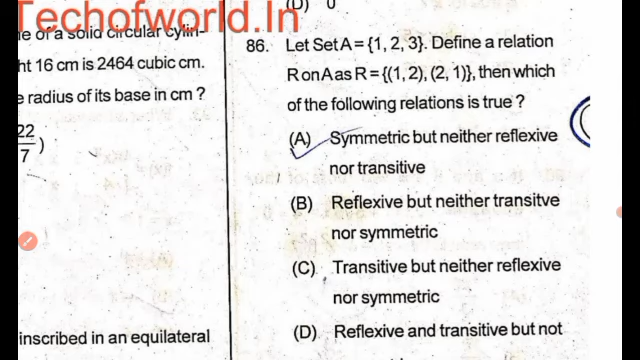 Techofworld.In
(D) 0
e of a solid circular cylin-
ht 16 cm is 2464 cubic cm.
e radius of its base in cm ?
22
7 )
inscribed in an equilateral
86. Let Set A = {1, 2, 3}. Define a relation
R on A as R = {(1, 2), (2, 1)}, then which
of the following relations is true ?
(A) Symmetric but neither reflexive
nor transitive
(B) Reflexive but neither transitve
nor symmetric
(C) Transitive but neither reflexive
nor symmetric
(D) Reflexive and transitive but not